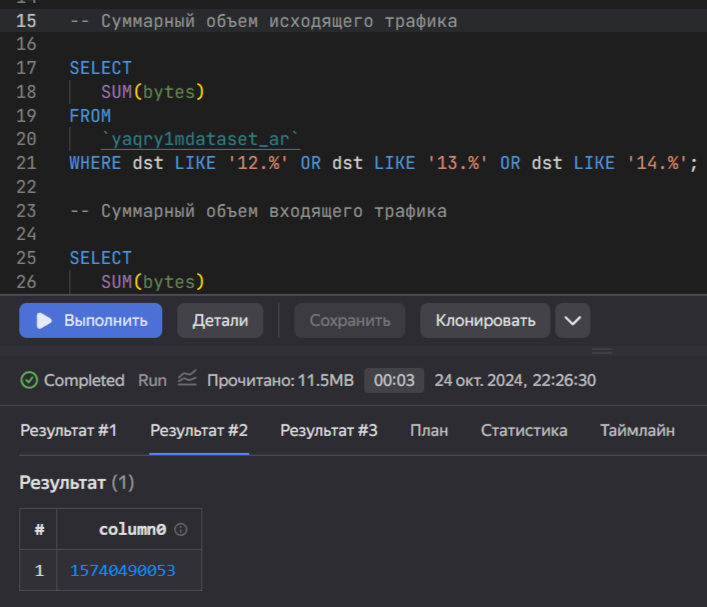 15 -- Суммарный объем исходящего трафика
16
17 SELECT
18 SUM(bytes)
19 FROM
20 `yaqry1mdataset_ar`
21 WHERE dst LIKE '12.%' OR dst LIKE '13.%' OR dst LIKE '14.%';
22
23 -- Суммарный объем входящего трафика
24
25 SELECT
26 SUM(bytes)
Выполнить Детали Сохранить Клонировать
Completed Run Прочитано: 11.5MB 00:03 24 окт. 2024, 22:26:30
Результат #1 Результат #2 Результат #3 План Статистика Таймлайн
Результат (1)
# column0
1 15740490053